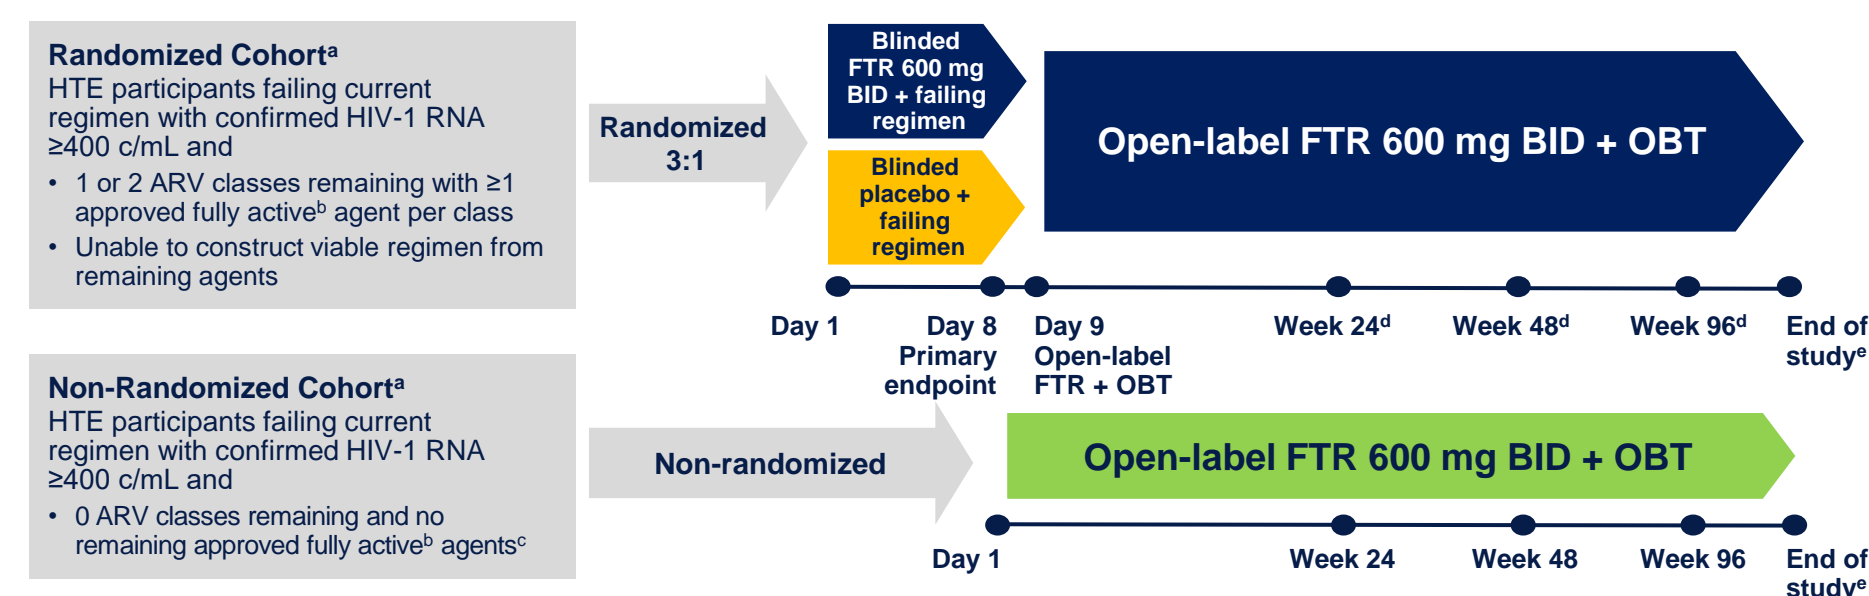 Randomized Cohortᵃ
HTE participants failing current
regimen with confirmed HIV-1 RNA
≥400 c/mL and
• 1 or 2 ARV classes remaining with ≥1
approved fully activeᵇ agent per class
• Unable to construct viable regimen from
remaining agents
Randomized
3:1
Blinded
FTR 600 mg
BID + failing
regimen
Blinded
placebo +
failing
regimen
Open-label FTR 600 mg BID + OBT
Day 1
Day 8
Primary
endpoint
Day 9
Open-label
FTR + OBT
Week 24ᵈ
Week 48ᵈ
Week 96ᵈ
End of
studyᵉ
Non-Randomized Cohortᵃ
HTE participants failing current
regimen with confirmed HIV-1 RNA
≥400 c/mL and
• 0 ARV classes remaining and no
remaining approved fully activeᵇ agentsᶜ
Non-randomized
Open-label FTR 600 mg BID + OBT
Day 1
Week 24
Week 48
Week 96
End of
studyᵉ